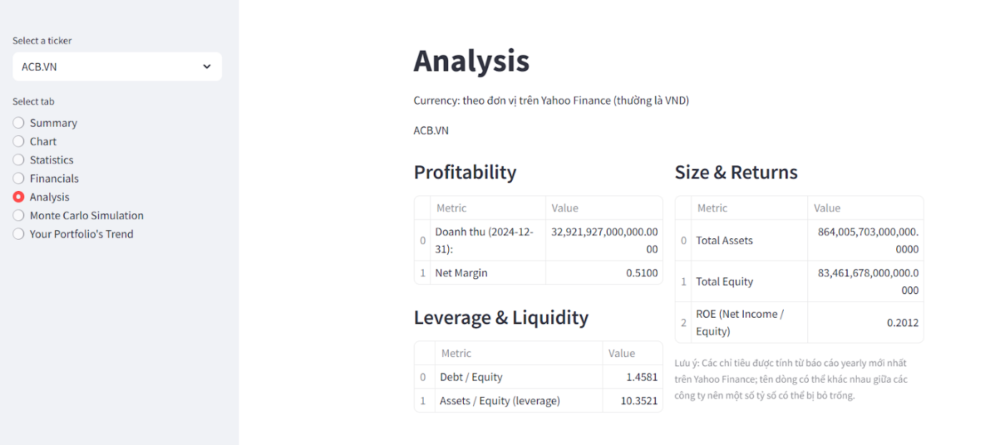 Select a ticker
ACB.VN
Select tab
Summary
Chart
Statistics
Financials
Analysis
Monte Carlo Simulation
Your Portfolio's Trend
Analysis
Currency: theo đơn vị trên Yahoo Finance (thường là VND)
ACB.VN
Profitability
Metric Value
0 Doanh thu (2024-12- 32,921,927,000,000.00
31): 00
1 Net Margin 0.5100
Leverage & Liquidity
Metric Value
0 Debt / Equity 1.4581
1 Assets / Equity (leverage) 10.3521
Size & Returns
Metric Value
0 Total Assets 864,005,703,000,000.
0000
1 Total Equity 83,461,678,000,000.0
000
2 ROE (Net Income / 0.2012
Equity)
Lưu ý: Các chỉ tiêu được tính từ báo cáo yearly mới nhất
trên Yahoo Finance; tên dòng có thể khác nhau giữa các
công ty nên một số tỷ số có thể bị bỏ trống.